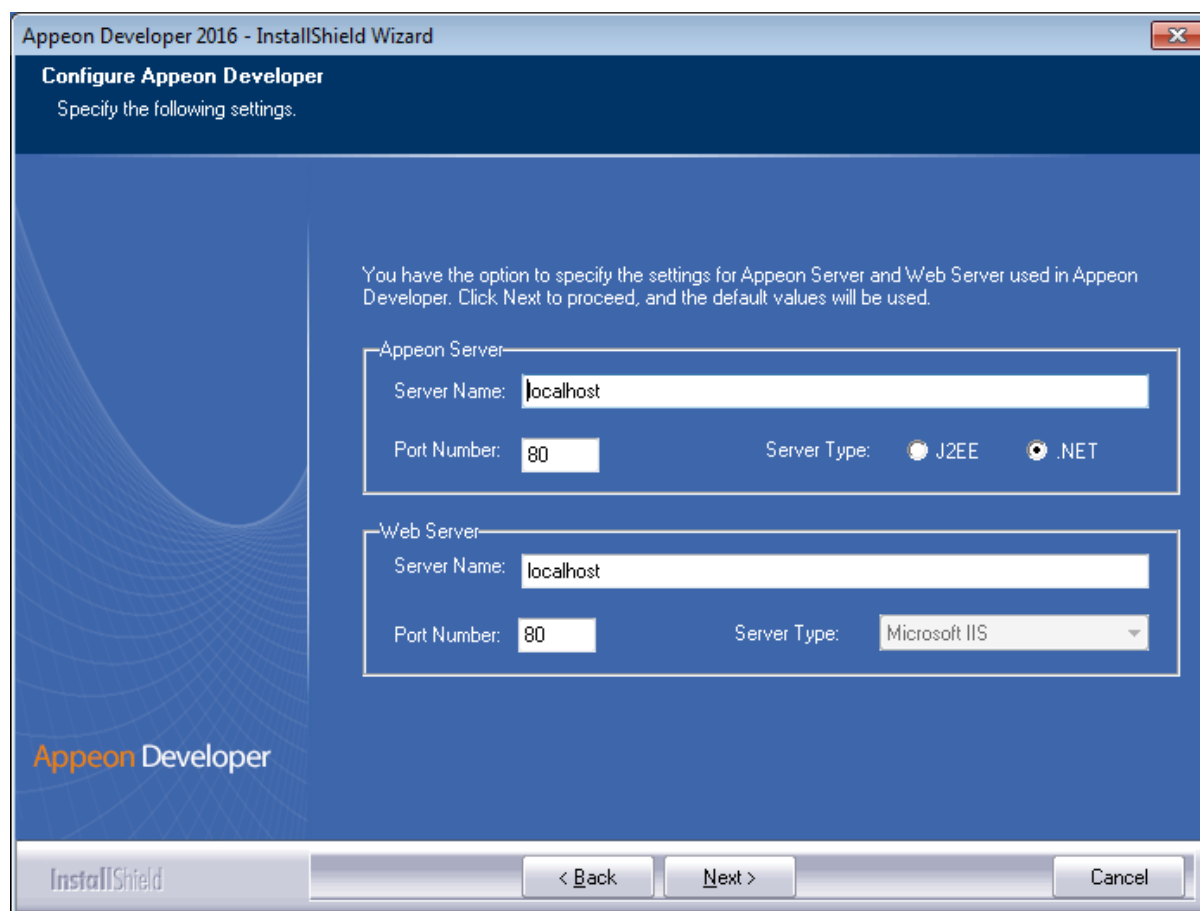 Appeon Developer 2016 - InstallShield Wizard
Configure Appeon Developer
Specify the following settings.
You have the option to specify the settings for Appeon Server and Web Server used in Appeon
Developer. Click Next to proceed, and the default values will be used.
Appeon Server
Server Name: localhost
Port Number: 80 Server Type: J2EE .NET
Web Server
Server Name: localhost
Port Number: 80 Server Type: Microsoft IIS
Appeon Developer
InstallShield < Back Next > Cancel